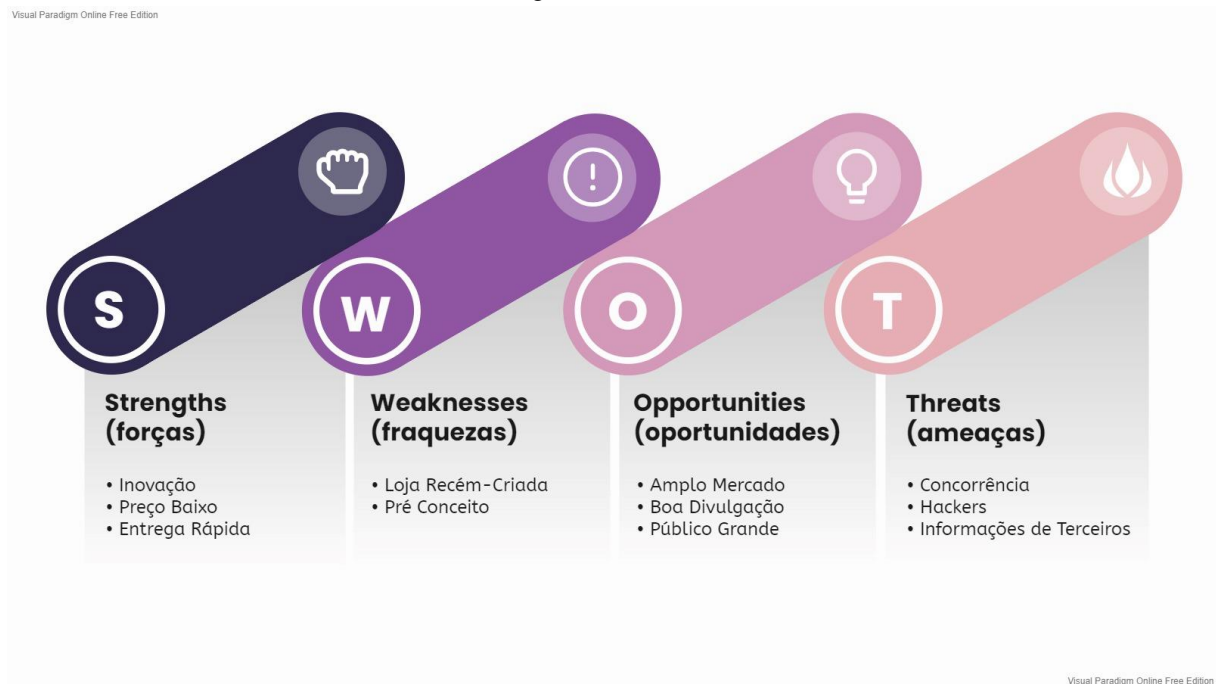 Visual Paradigm Online Free Edition
S
W
O
T
Strengths
(forças)
• Inovação
• Preço Baixo
• Entrega Rápida
Weaknesses
(fraquezas)
• Loja Recém-Criada
• Pré Conceito
Opportunities
(oportunidades)
• Amplo Mercado
• Boa Divulgação
• Público Grande
Threats
(ameaças)
• Concorrência
• Hackers
• Informações de Terceiros
Visual Paradigm Online Free Edition